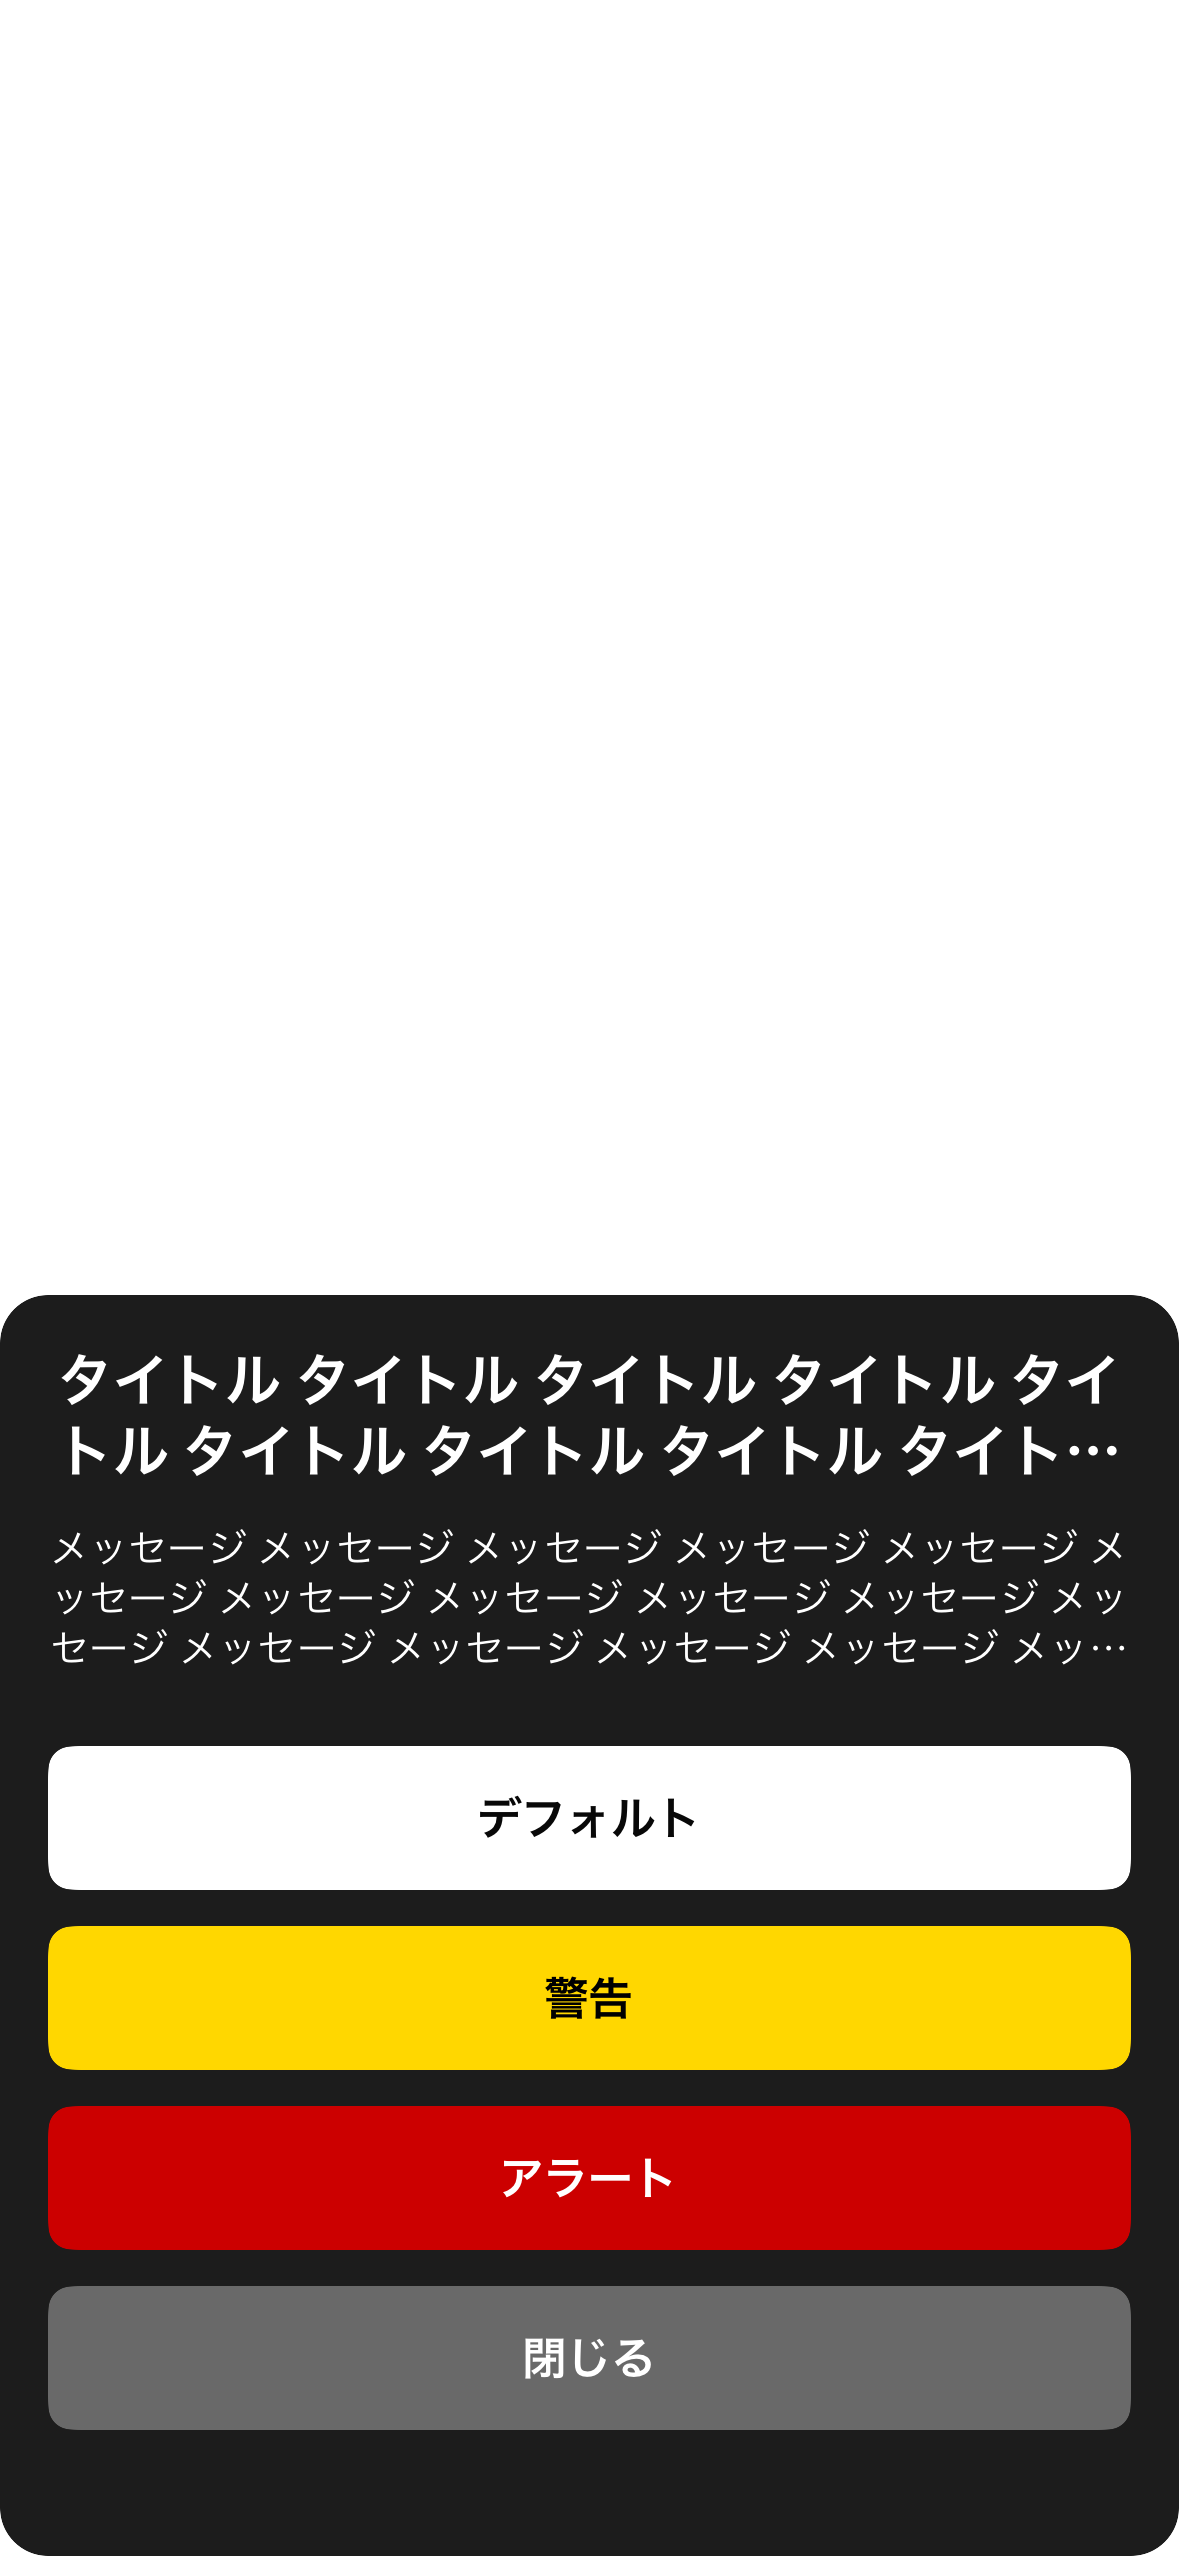 タイトル タイトル タイトル タイトル タイ
トル タイトル タイトル タイトル タイト…
メッセージ メッセージ メッセージ メッセージ メッセージ メ
ッセージ メッセージ メッセージ メッセージ メッセージ メッ
セージ メッセージ メッセージ メッセージ メッセージ メッ…
デフォルト
警告
アラート
閉じる